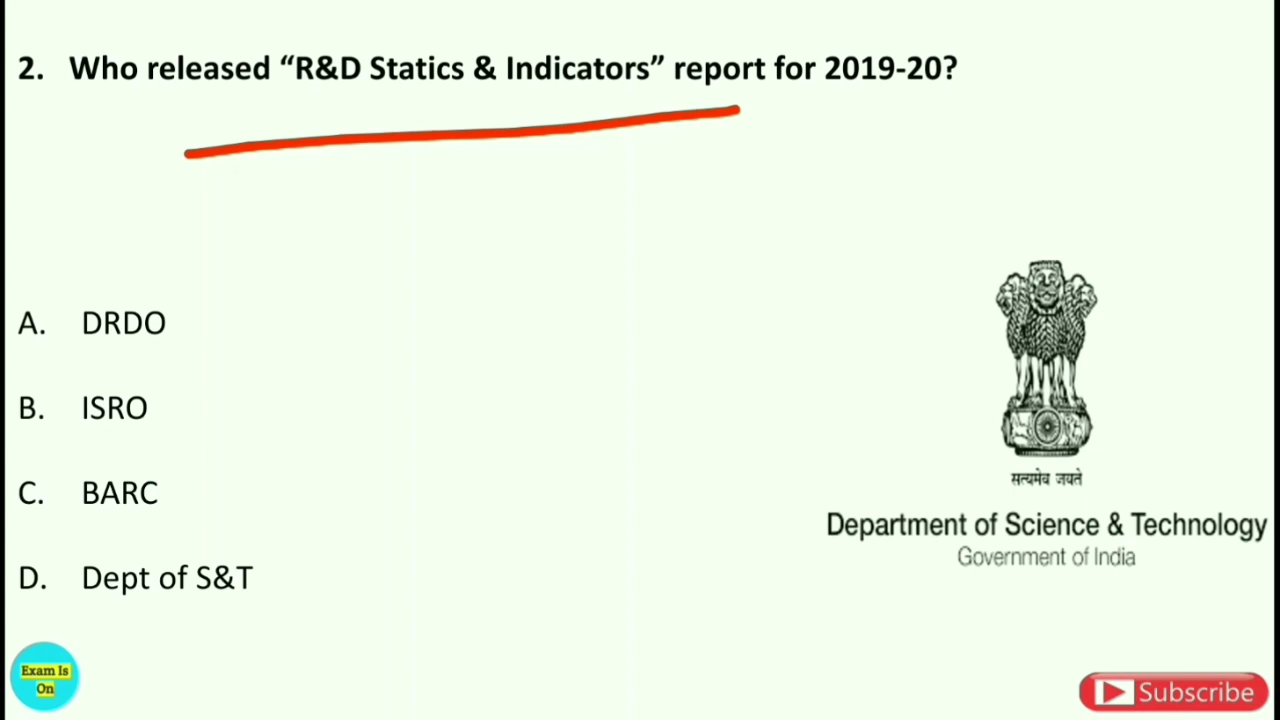 2. Who released “R&D Statics & Indicators” report for 2019-20?
A. DRDO
B. ISRO
C. BARC
D. Dept of S&T
सत्यमेव जयते
Department of Science & Technology
Government of India
Exam Is
On
Subscribe